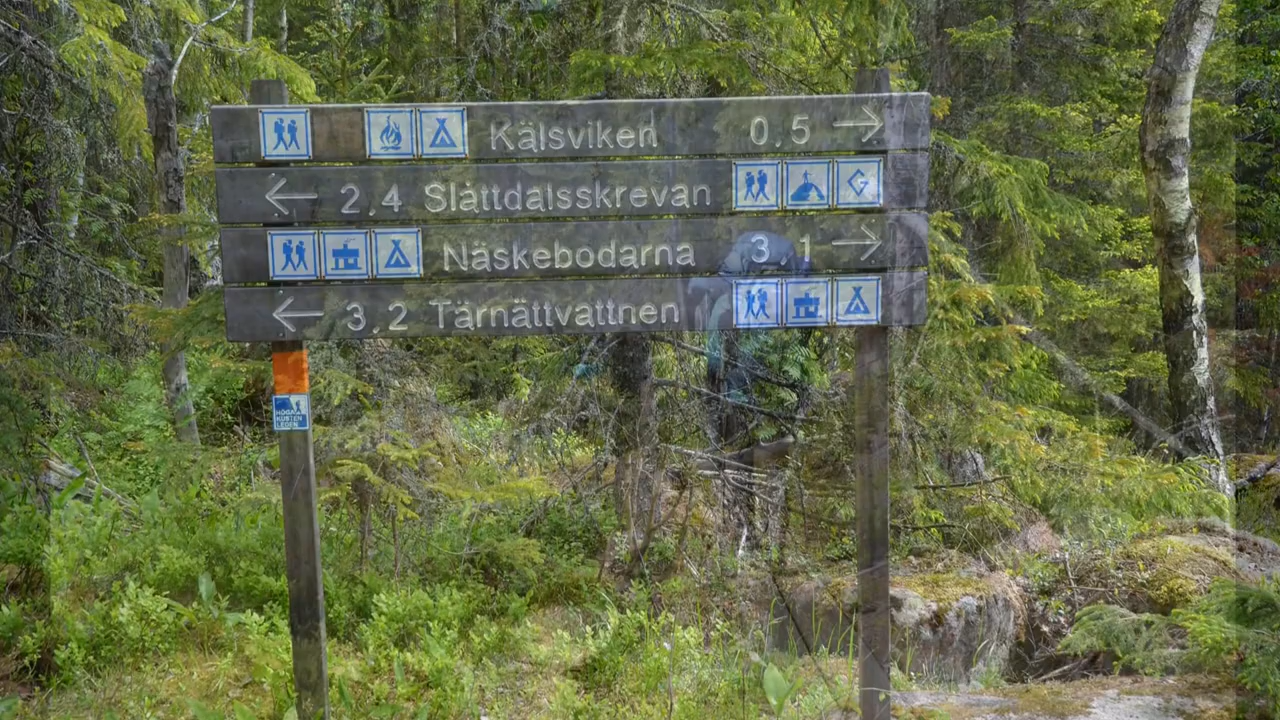 Kälsviken 0.5 →
← 2.4 Slåttdalsskrevan G
Näskebodarna 3.1 →
← 3.2 Tärnättvattnen
HÖGA
KUSTEN
LEDEN